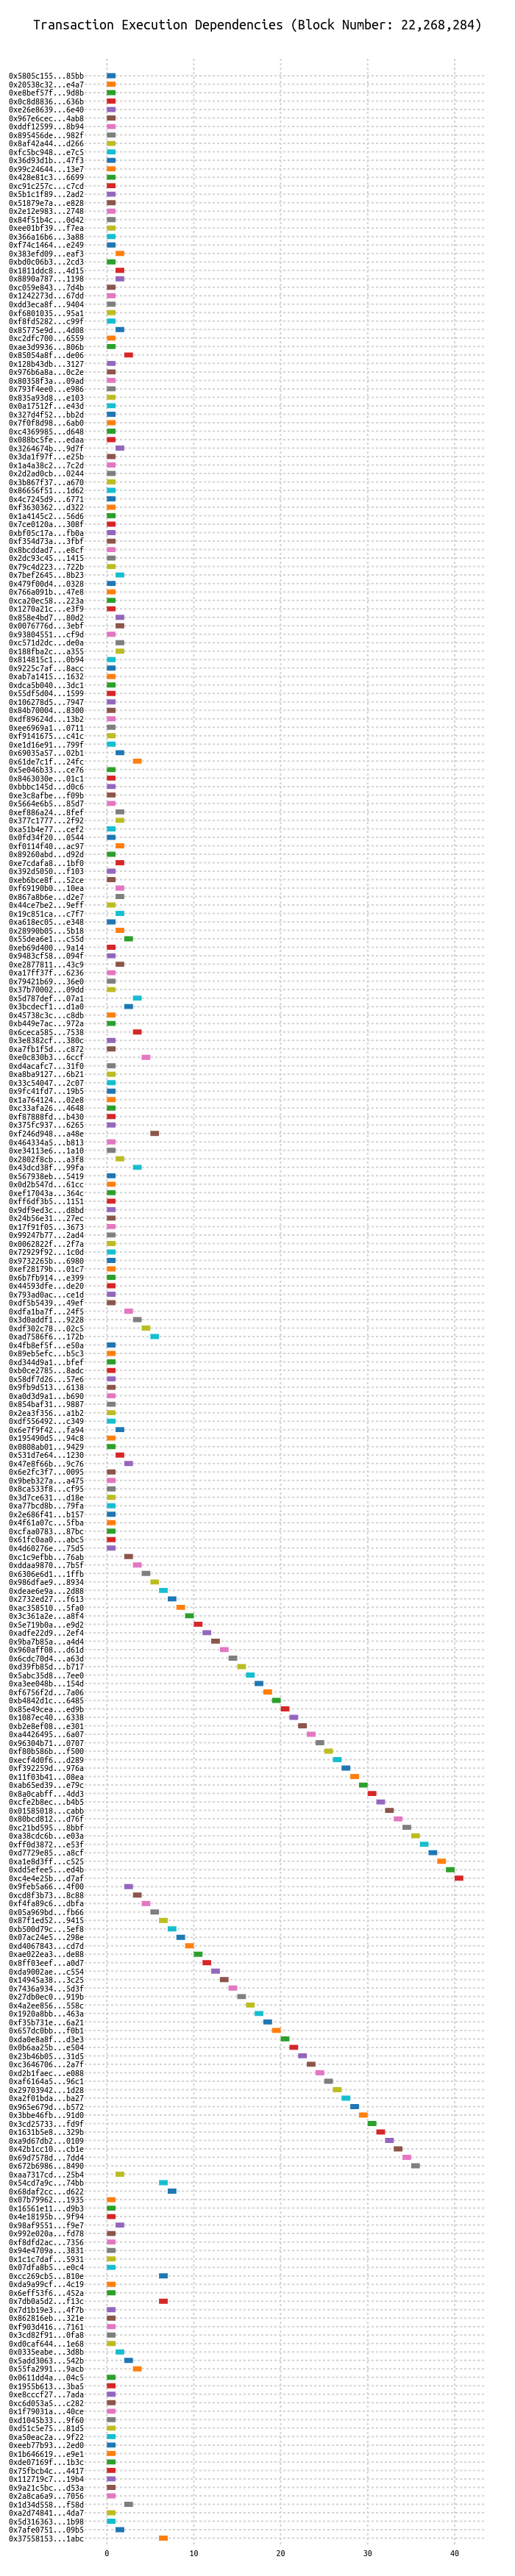 Transaction Execution Dependencies (Block Number: 22,268,284)
0x5805c155...85bb
0x20538c32...e4a7
0xe8bef57f...9d8b
0x0c8d8836...636b
0xe26e8639...6e40
0x967e6cec...4ab8
0xddf12599...8b94
0x895456de...982f
0x8af42a44...d266
0xfc5bc948...e7c5
0x36d93d1b...47f3
0x99c24644...13e7
0x428e81c3...6699
0xc91c257c...c7cd
0x5b1c1f89...2ad2
0x51879e7a...e828
0x2e12e983...2748
0x84f51b4c...0d42
0xee01bf39...f7ea
0x366a16b6...3a88
0xf74c1464...e249
0x383efd09...eaf3
0xbd0c06b3...2cd3
0x1811ddc8...4d15
0x8890a787...1198
0xc059e843...7d4b
0x1242273d...67dd
0xdd3eca8f...9404
0xf6801035...95a1
0xf8fd5282...c99f
0x85775e9d...4d08
0xc2dfc700...6559
0xae3d9936...806b
0x85054a8f...de06
0x128b43db...3127
0x976b6a8a...0c2e
0x80358f3a...09ad
0x793f4ee0...e986
0x835a93d8...e103
0x0a17512f...e43d
0x327d4f52...bb2d
0x7f0f8d98...6ab0
0xc4369985...d648
0x088bc5fe...edaa
0x3264674b...9d7f
0x3da1f97f...e25b
0x1a4a38c2...7c2d
0x2d2ad0cb...0244
0x3b867f37...a670
0x86656f51...1d62
0x4c7245d9...6771
0xf3630362...d322
0x1a4145c2...56d6
0x7ce0120a...308f
0xbf05c17a...fb0a
0xf354d73a...3fbf
0x8bcddad7...e8cf
0x2dc93c45...1415
0x79c4d223...722b
0x7bef2645...8b23
0x479f00d4...0328
0x766a091b...47e8
0xca20ec58...223a
0x1270a21c...e3f9
0x858e4bd7...80d2
0x0076776d...3ebf
0x93804551...cf9d
0xc571d2dc...de0a
0x188fba2c...a355
0x814815c1...0b94
0x9225c7af...8acc
0xab7a1415...1632
0xdca5b040...3dc1
0x55df5d04...1599
0x106278d5...7947
0x84b70004...8300
0xdf89624d...13b2
0xee6969a1...0711
0xf9141675...c41c
0xe1d16e91...799f
0x69035a57...02b1
0x61de7c1f...24fc
0x5e046b33...ce76
0x8463030e...01c1
0xbbbc145d...d0c6
0xe3c8afbe...f09b
0x5664e6b5...85d7
0xef886a24...8fef
0x377c1777...2f92
0xa51b4e77...cef2
0x0fd34f20...0544
0xf0114f40...ac97
0x89260abd...d92d
0xe7cdafa8...1bf0
0x392d5050...f103
0xeb6bce8f...52ce
0xf69190b0...10ea
0x867a8b6e...d2e7
0x44ce7be2...9eff
0x19c851ca...c7f7
0xa618ec05...e348
0x28990b05...5b18
0x55dea6e1...c55d
0xeb69d400...9a14
0x9483cf58...094f
0xe2877811...43c9
0xa17ff37f...6236
0x79421b69...36e0
0x37b70002...09dd
0x5d787def...07a1
0x3bcdecf1...d1a0
0x45738c3c...c8db
0xb449e7ac...972a
0x6ceca585...7538
0x3e8382cf...380c
0xa7fb1f5d...c872
0xe0c830b3...6ccf
0xd4acafc7...31f0
0xa8ba9127...6b21
0x33c54047...2c07
0x9fc41fd7...19b5
0x1a764124...02e8
0xc33afa26...4648
0xf87888fd...b430
0x375fc937...6265
0xf246d948...a48e
0x464334a5...b813
0xe34113e6...1a10
0x2802f8cb...a3f8
0x43dcd38f...99fa
0x567938eb...5419
0x0d2b547d...61cc
0xef17043a...364c
0xff6df3b5...1151
0x9df9ed3c...d8bd
0x24b56e31...27ec
0x17f91f05...3673
0x99247b77...2ad4
0x0062822f...2f7a
0x72929f92...1c0d
0x9732265b...6980
0xef28179b...01c7
0x6b7fb914...e399
0x44593dfe...de20
0x793ad0ac...ce1d
0xdf5b5439...49ef
0xdfa1ba7f...24f5
0x3d0addf1...9228
0xdf302c78...02c5
0xad7586f6...172b
0x4fb8ef5f...e50a
0x89eb5efc...b5c3
0xd344d9a1...bfef
0xb0ce2785...8adc
0x58df7d26...57e6
0x9fb9d513...6138
0xa0d3d9a1...b690
0x854baf31...9887
0x2ea3f356...a1b2
0xdf556492...c349
0x6e7f9f42...fa94
0x195490d5...94c8
0x0808ab01...9429
0x531d7e64...1230
0x47e8f66b...9c76
0x6e2fc3f7...0095
0x9beb327a...a475
0x8ca533f8...cf95
0x3d7ce631...d18e
0xa77bcd8b...79fa
0x2e686f41...b157
0x4f61a07c...5fba
0xcfaa0783...87bc
0x61fc0aa0...abc5
0x4d60276e...75d5
0xc1c9efbb...76ab
0xddaa9870...7b5f
0x6306e6d1...1ffb
0x986dfae9...8934
0xdeae6e9a...2d88
0x2732ed27...f613
0xac358510...5fa0
0x3c361a2e...a8f4
0x5e719b0a...e9d2
0xadfe22d9...2ef4
0x9ba7b85a...a4d4
0x960aff08...d61d
0x6cdc70d4...a63d
0xd39fb85d...b717
0x5abc35d8...7ee0
0xa3ee048b...154d
0xf6756f2d...7a06
0xb4842d1c...6485
0x85e49cea...ed9b
0x1087ec40...6338
0xb2e8ef08...e301
0xa4426495...6a07
0x96304b71...0707
0xf80b586b...f500
0xecf4d0f6...d289
0xf392259d...976a
0x11f03b41...08ea
0xab65ed39...e79c
0x8a0cabff...4dd3
0xcfe2b8ec...b4b5
0x01585018...cabb
0x80bcd812...d76f
0xc21bd595...8bbf
0xa38cdc6b...e03a
0xff0d3872...e53f
0xd7729e85...a8cf
0xa1e8d3ff...c525
0xdd5efee5...ed4b
0xc4e4e25b...d7af
0x9feb5a66...4f00
0xcd8f3b73...8c88
0xf4fa89c6...dbfa
0x05a969bd...fb66
0x87f1ed52...9415
0xb500d79c...5ef8
0x07ac24e5...298e
0xd4067843...cd7d
0xae022ea3...de88
0x8ff03eef...a0d7
0xda9002ae...c554
0x14945a38...3c25
0x7436a934...5d3f
0x27db0ec0...919b
0x4a2ee856...558c
0x1920a8bb...463a
0xf35b731e...6a21
0x657dc0bb...f0b1
0xda0e8a8f...d3e3
0x0b6aa25b...e504
0x23b46b05...31d5
0xc3646706...2a7f
0xd2b1faec...e088
0xaf6164a5...96c1
0x29703942...1d28
0xa2f01bda...ba27
0x965e679d...b572
0x3bbe46fb...91d0
0x3cd25733...fd9f
0x1631b5e8...329b
0xa9d67db2...0109
0x42b1cc10...cb1e
0x69d7578d...7dd4
0x672b6986...8490
0xaa7317cd...25b4
0x54cd7a9c...74bb
0x68daf2cc...d622
0x07b79962...1935
0x16561e11...d9b3
0x4e18195b...9f94
0x98af9551...f9e7
0x992e020a...fd78
0xf8dfd2ac...7356
0x94e4709a...3831
0x1c1c7daf...5931
0x07dfa8b5...e0c4
0xcc269cb5...810e
0xda9a99cf...4c19
0x6eff53f6...452a
0x7db0a5d2...f13c
0x7d1b19e3...4f7b
0x862816eb...321e
0xf903d416...7161
0x3cd82f91...0fa8
0xd0caf644...1e68
0x0335eabe...3d8b
0x5add3063...542b
0x55fa2991...9acb
0x0611dd4a...04c5
0x1955b613...3ba5
0xe8cccf27...7ada
0xc6d053a5...c282
0x1f79031a...40ce
0xd1045b33...9f60
0xd51c5e75...81d5
0xa50eac2a...9f22
0xeeb77b93...2ed0
0x1b646619...e9e1
0xde07169f...1b3c
0x75fbcb4c...4417
0x112719c7...19b4
0x9a21c5bc...d53a
0x2a8ca6a9...7056
0x1d34d558...f58d
0xa2d74841...4da7
0x5d316363...1b98
0x7afe0751...09b5
0x37558153...1abc
0 10 20 30 40